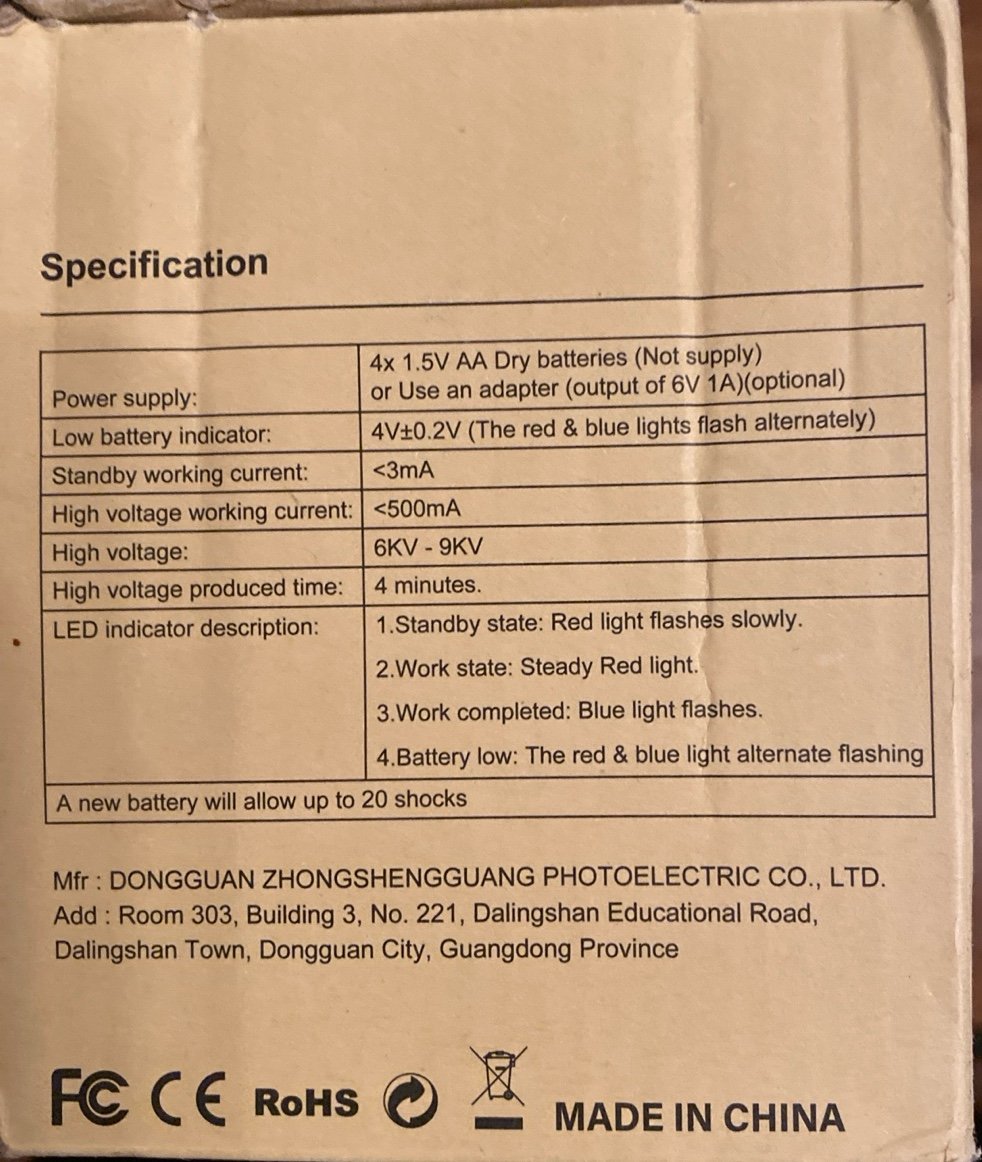 Specification
Power supply:
4x 1.5V AA Dry batteries (Not supply)
or Use an adapter (output of 6V 1A)(optional)
Low battery indicator:
4V±0.2V (The red & blue lights flash alternately)
Standby working current:
<3mA
High voltage working current:
<500mA
High voltage:
6KV - 9KV
High voltage produced time:
4 minutes.
LED indicator description:
1.Standby state: Red light flashes slowly.
2.Work state: Steady Red light.
3.Work completed: Blue light flashes.
4.Battery low: The red & blue light alternate flashing
A new battery will allow up to 20 shocks
Mfr : DONGGUAN ZHONGSHENGGUANG PHOTOELECTRIC CO., LTD.
Add : Room 303, Building 3, No. 221, Dalingshan Educational Road,
Dalingshan Town, Dongguan City, Guangdong Province
FC CE RoHS MADE IN CHINA